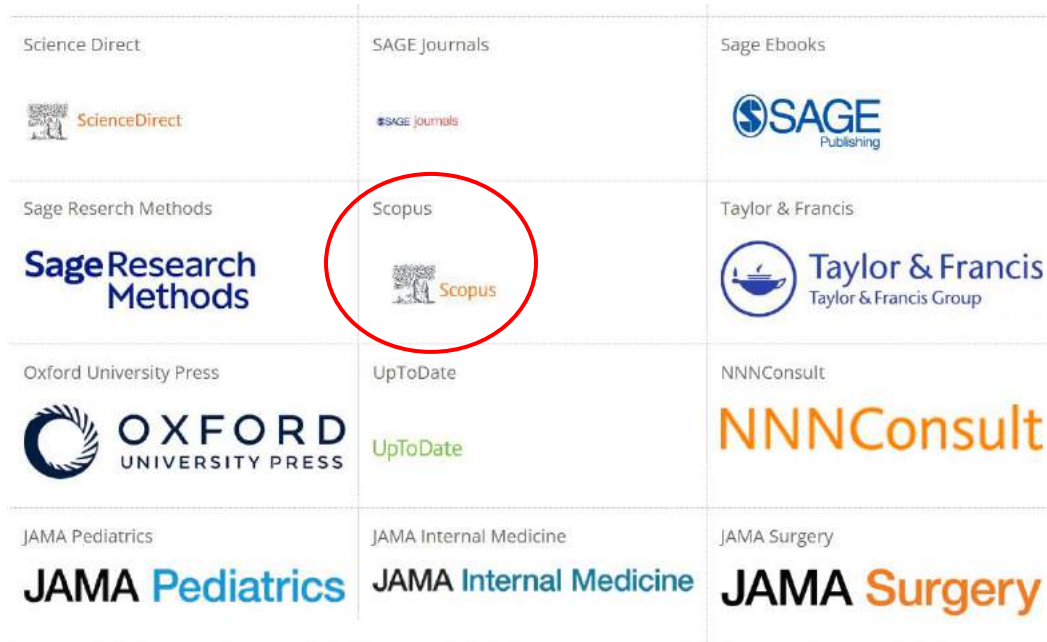 Science Direct
SAGE Journals
Sage Ebooks
ScienceDirect
SAGE journals
SAGE
Publishing
Sage Reserch Methods
Scopus
Taylor & Francis
Sage Research
Methods
Scopus
Taylor & Francis
Taylor & Francis Group
Oxford University Press
UpToDate
NNNConsult
OXFORD
UNIVERSITY PRESS
UpToDate
NNNConsult
JAMA Pediatrics
JAMA Internal Medicine
JAMA Surgery
JAMA Pediatrics
JAMA Internal Medicine
JAMA Surgery